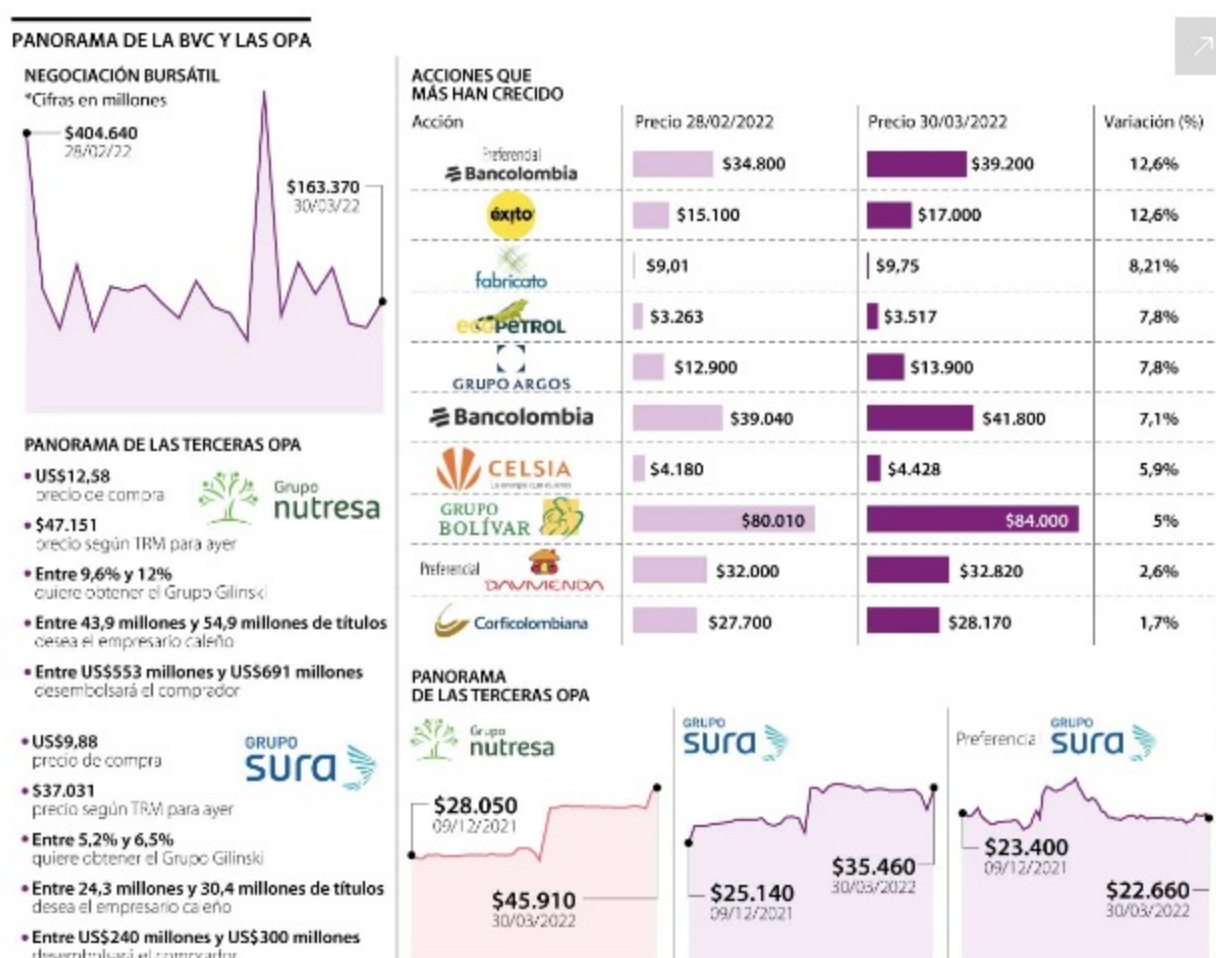 PANORAMA DE LA BVC Y LAS OPA
NEGOCIACIÓN BURSÁTIL
*Cifras en millones
$404.640
28/02/22
$163.370
30/03/22
PANORAMA DE LAS TERCERAS OPA
Grupo
nutresa
• US$12,58
precio de compra
• $47.151
precio según TRM para ayer
• Entre 9,6% y 12%
quiere obtener el Grupo Gilinski
• Entre 43,9 millones y 54,9 millones de títulos
desea el empresario caleño
• Entre US$553 millones y US$691 millones
desembolsará el comprador
GRUPO
sura
• US$9,88
precio de compra
• $37.031
precio según TRM para ayer
• Entre 5,2% y 6,5%
quiere obtener el Grupo Gilinski
• Entre 24,3 millones y 30,4 millones de títulos
desea el empresario caleño
• Entre US$240 millones y US$300 millones
desembolsará el comprador
ACCIONES QUE
MÁS HAN CRECIDO
Acción Precio 28/02/2022 Precio 30/03/2022 Variación (%)
Preferencial
Bancolombia $34.800 $39.200 12,6%
éxito $15.100 $17.000 12,6%
fabricato $9,01 $9,75 8,21%
ecoPETROL $3.263 $3.517 7,8%
GRUPO ARGOS $12.900 $13.900 7,8%
Bancolombia $39.040 $41.800 7,1%
CELSIA $4.180 $4.428 5,9%
GRUPO
BOLÍVAR $80.010 $84.000 5%
Preferencial DAVIVIENDA $32.000 $32.820 2,6%
Corficolombiana $27.700 $28.170 1,7%
PANORAMA
DE LAS TERCERAS OPA
Grupo
nutresa
$28.050
09/12/2021
$45.910
30/03/2022
GRUPO
sura
$25.140
09/12/2021
$35.460
30/03/2022
Preferencial
GRUPO
sura
$23.400
09/12/2021
$22.660
30/03/2022